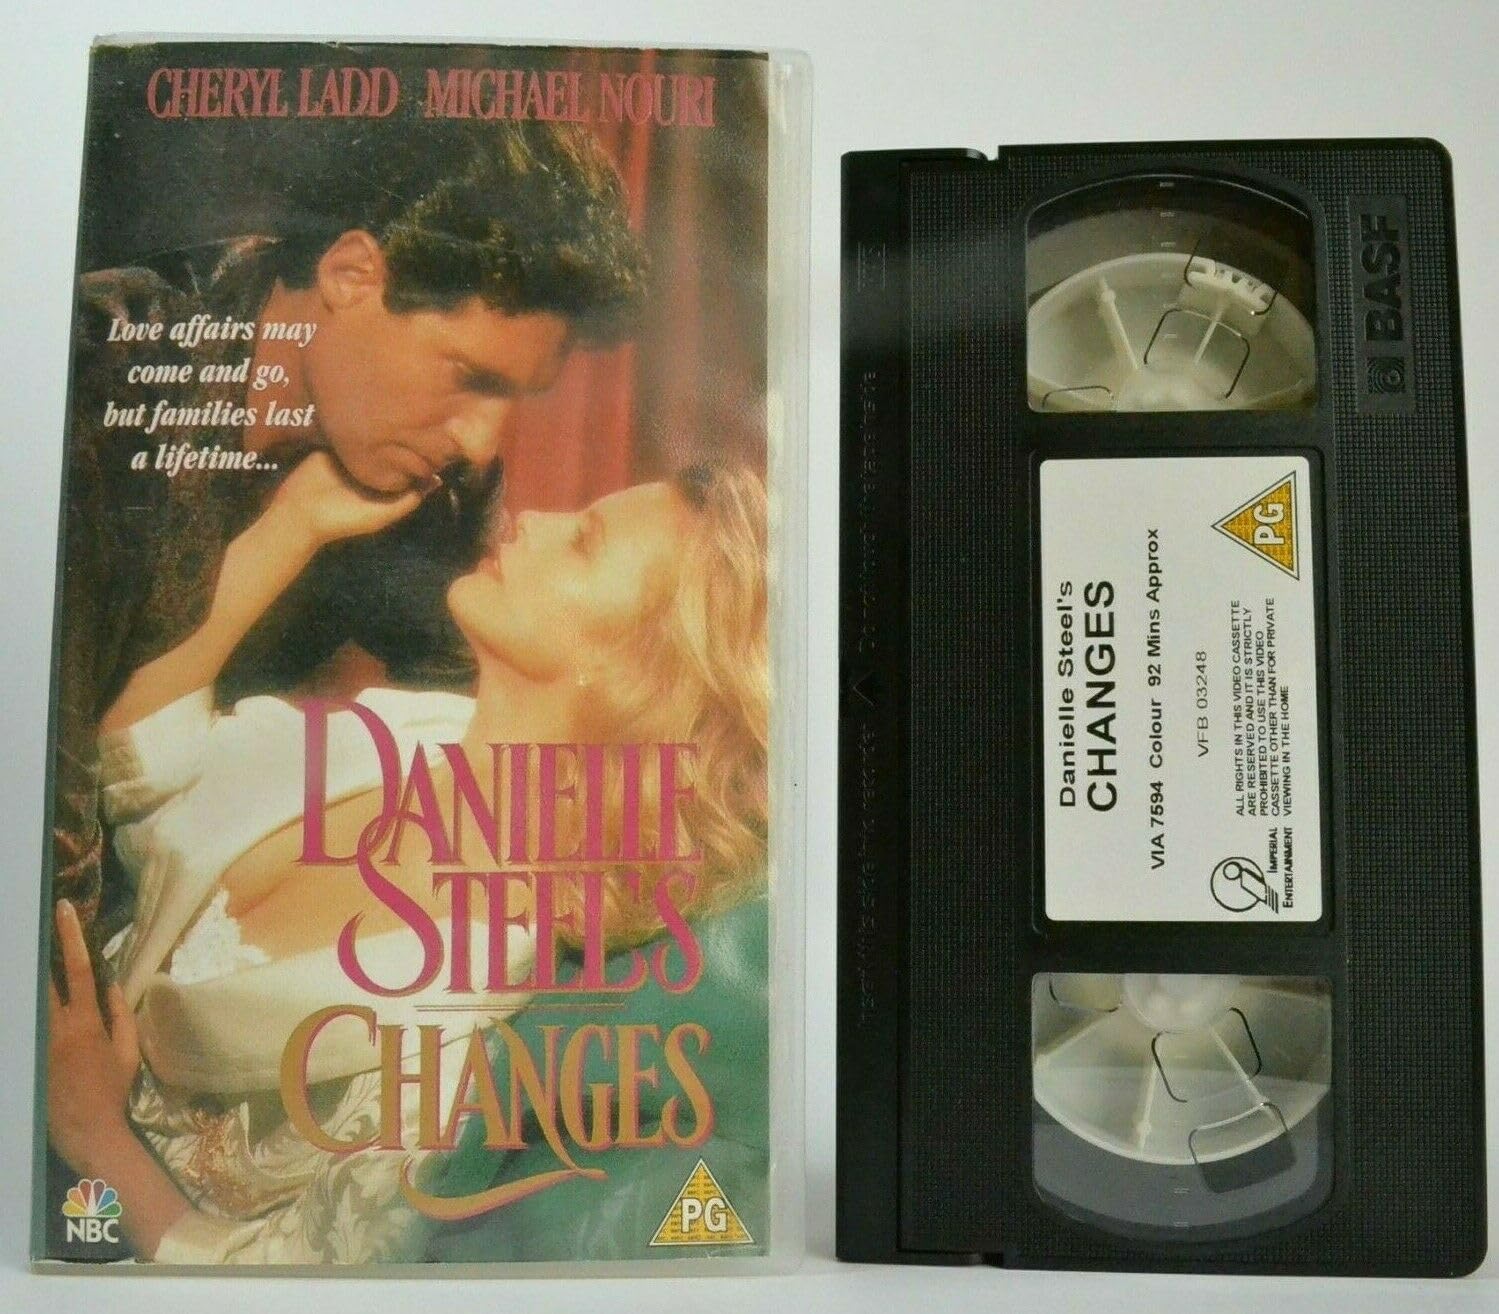 CHERYL LADD MICHAEL NOURI
Love affairs may
come and go,
but families last
a lifetime...
DANIELLE
STEEL'S
CHANGES
NBC
PG
BASF
PG
Danielle Steel's
CHANGES
VIA 7594 Colour 92 Mins Approx
VFB 03248
ALL RIGHTS IN THIS VIDEO CASSETTE
ARE RESERVED AND IT IS STRICTLY
PROHIBITED TO USE THIS VIDEO
CASSETTE OTHER THAN FOR PRIVATE
VIEWING IN THE HOME
IMPERIAL
ENTERTAINMENT